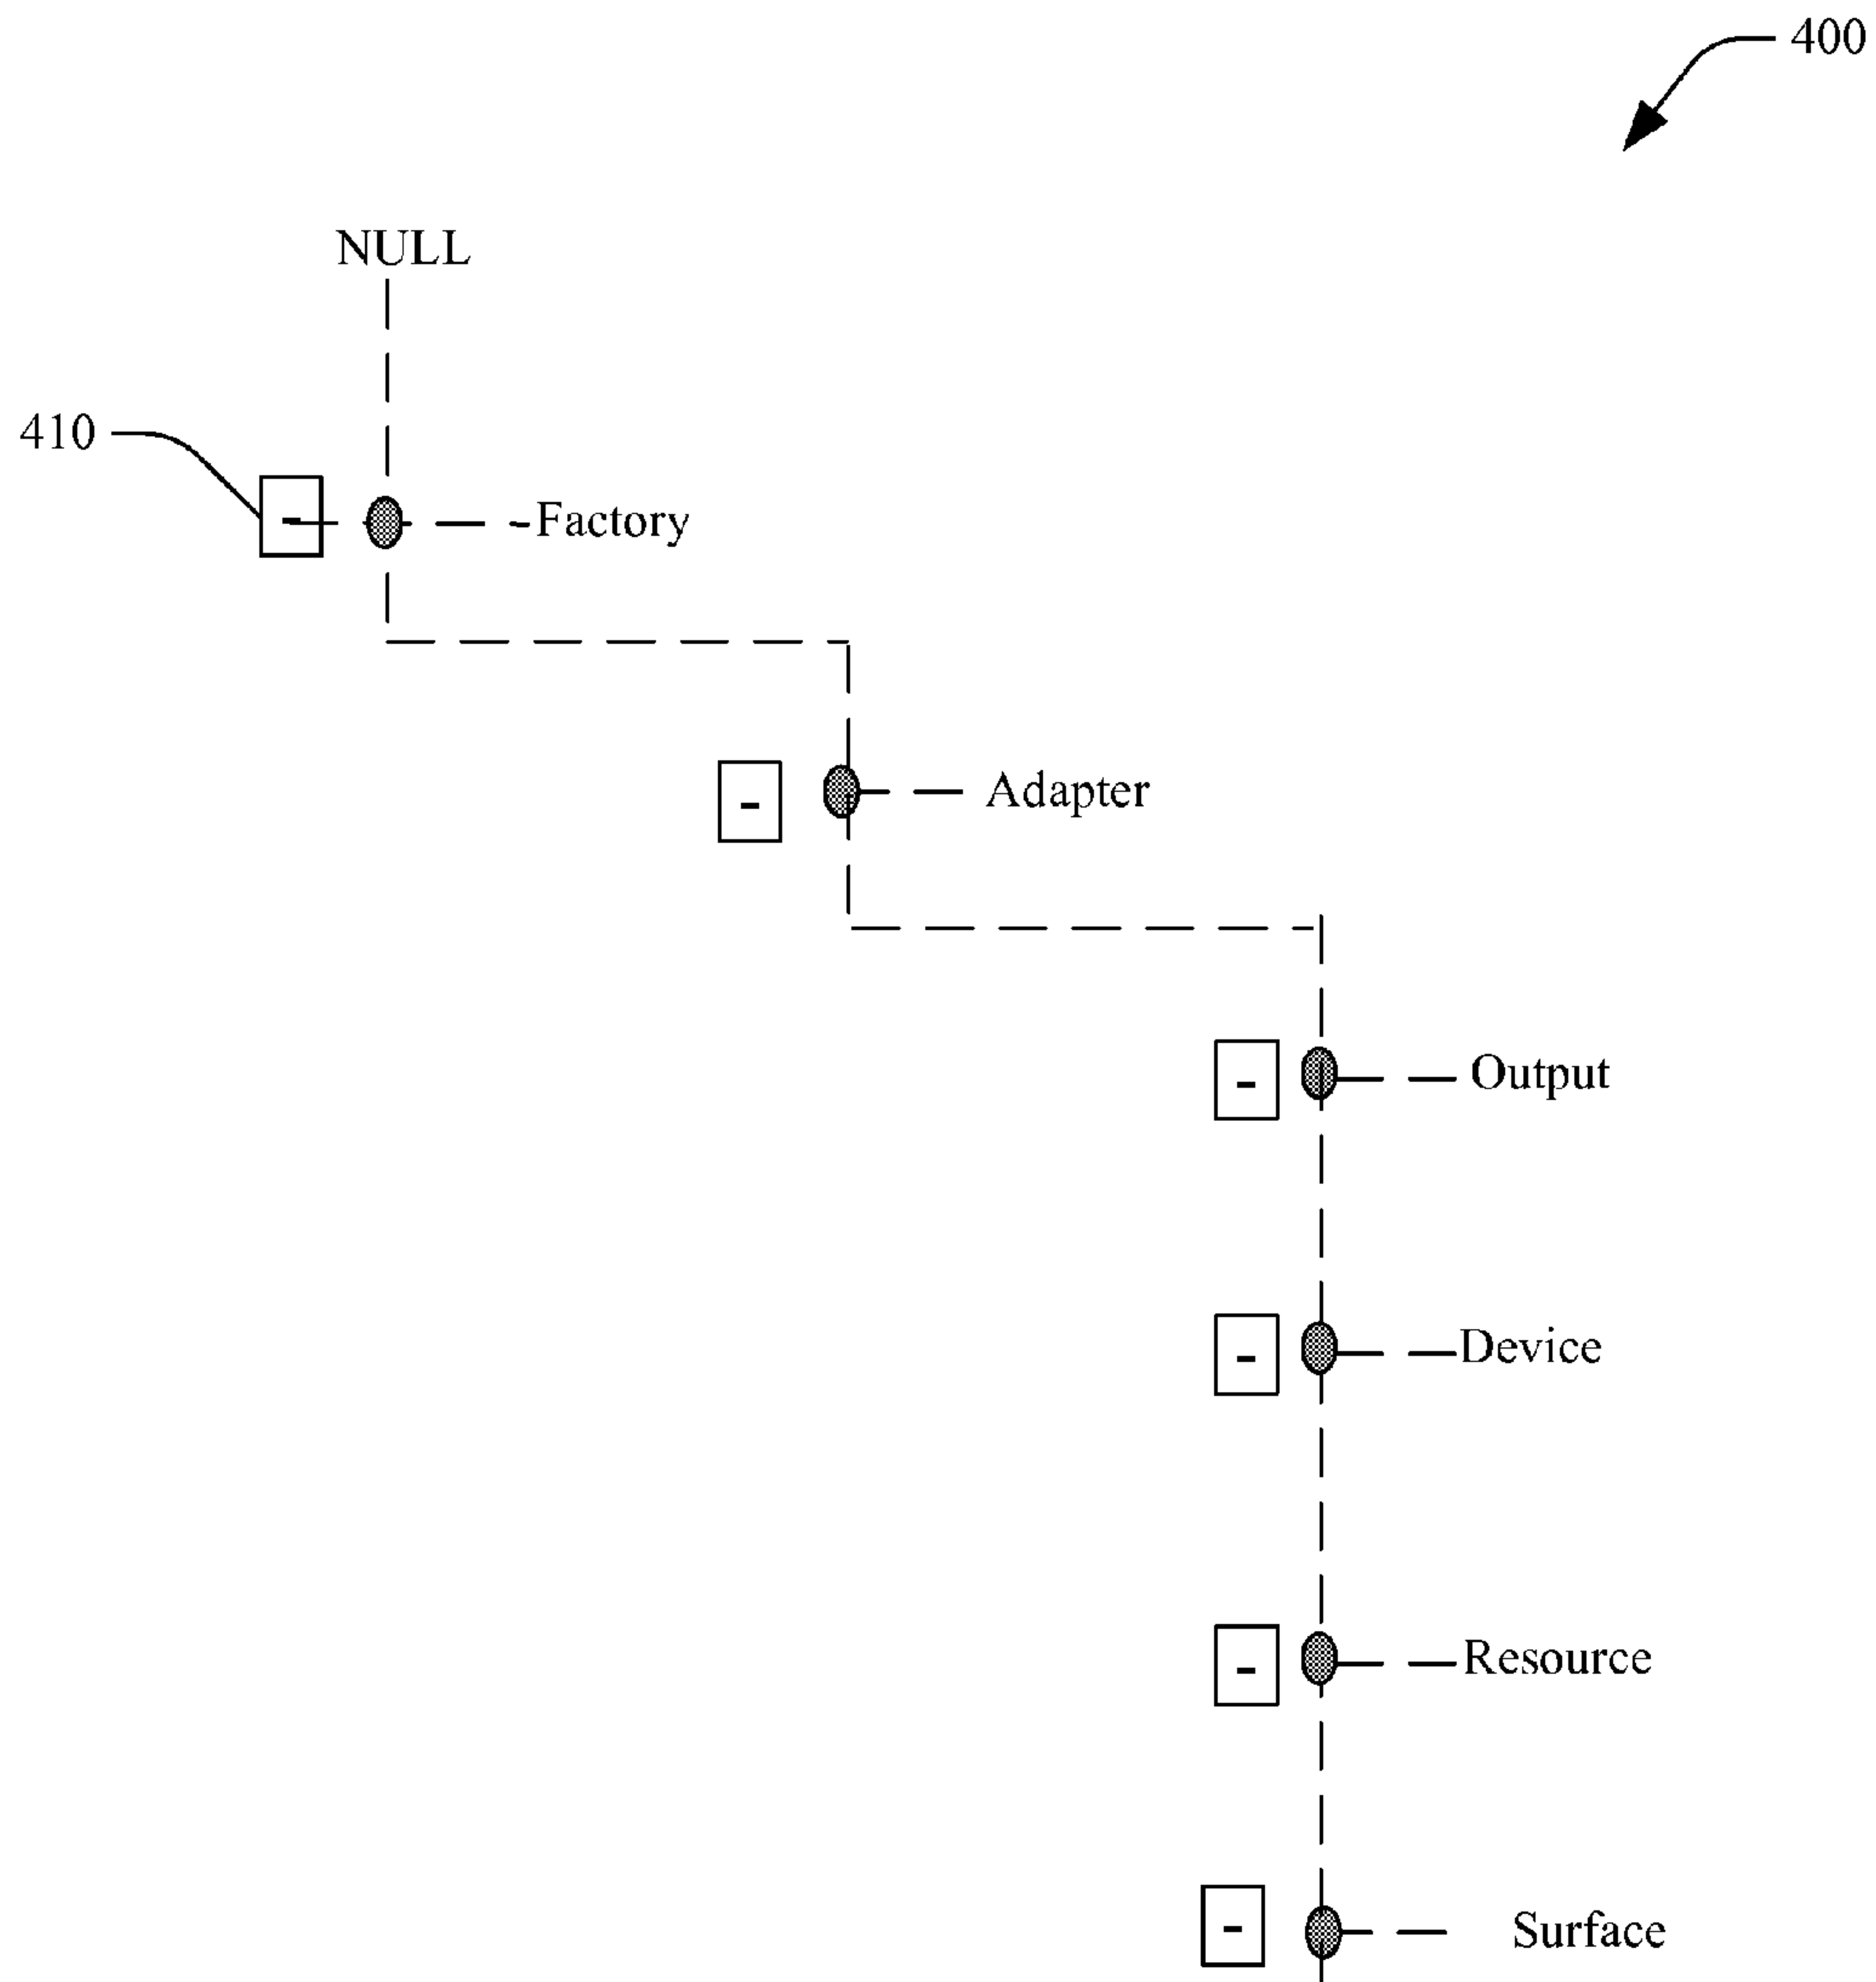 400
NULL
410
- Factory
- Adapter
- Output
- Device
- Resource
- Surface